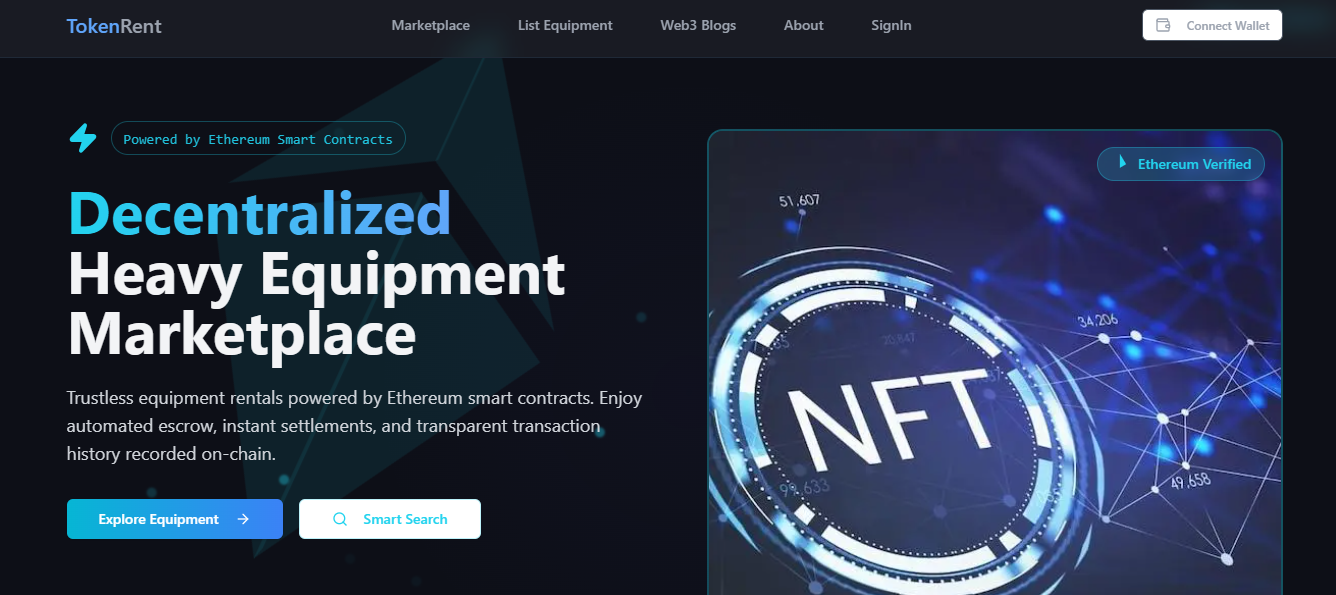 TokenRent
Marketplace
List Equipment
Web3 Blogs
About
SignIn
Connect Wallet
Powered by Ethereum Smart Contracts
Decentralized
Heavy Equipment
Marketplace
Trustless equipment rentals powered by Ethereum smart contracts. Enjoy
automated escrow, instant settlements, and transparent transaction
history recorded on-chain.
Explore Equipment
Smart Search
Ethereum Verified
51,607
34,206
20,847
NFT
99,633
49,658